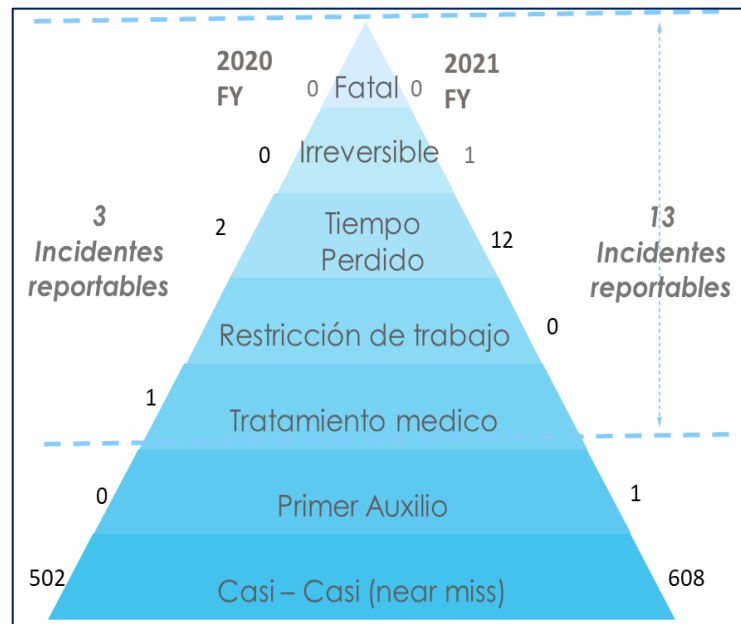 2020
FY
2021
FY
0
Fatal
0
0
Irreversible
1
3
Incidentes
reportables
2
Tiempo
Perdido
12
13
Incidentes
reportables
Restricción de trabajo
0
1
Tratamiento medico
0
Primer Auxilio
1
502
Casi – Casi (near miss)
608